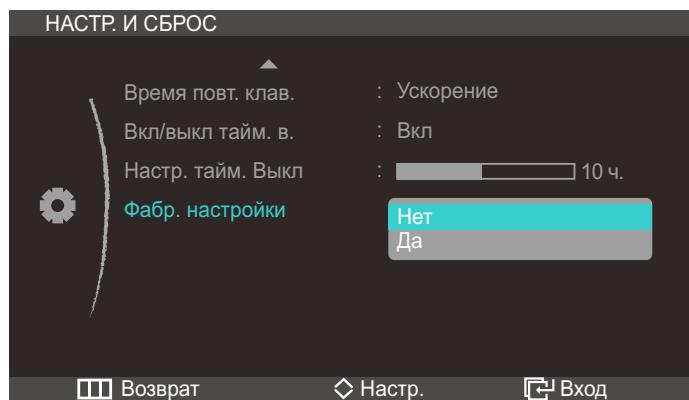 НАСТР. И СБРОС
Время повт. клав. : Ускорение
Вкл/выкл тайм. в. : Вкл
Настр. тайм. Выкл : 10 ч.
Фабр. настройки
Нет
Да
Возврат Настр. Вход